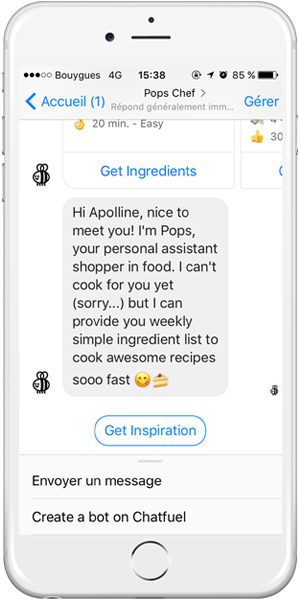 Bouygues 4G 15:38 85 %
Accueil (1) Pops Chef Gérer
Répond généralement imm...
20 min. - Easy
30
Get Ingredients
Hi Apolline, nice to
meet you! I'm Pops,
your personal assistant
shopper in food. I can't
cook for you yet
(sorry...) but I can
provide you weekly
simple ingredient list to
cook awesome recipes
sooo fast 😋🍰
Get Inspiration
Envoyer un message
Create a bot on Chatfuel